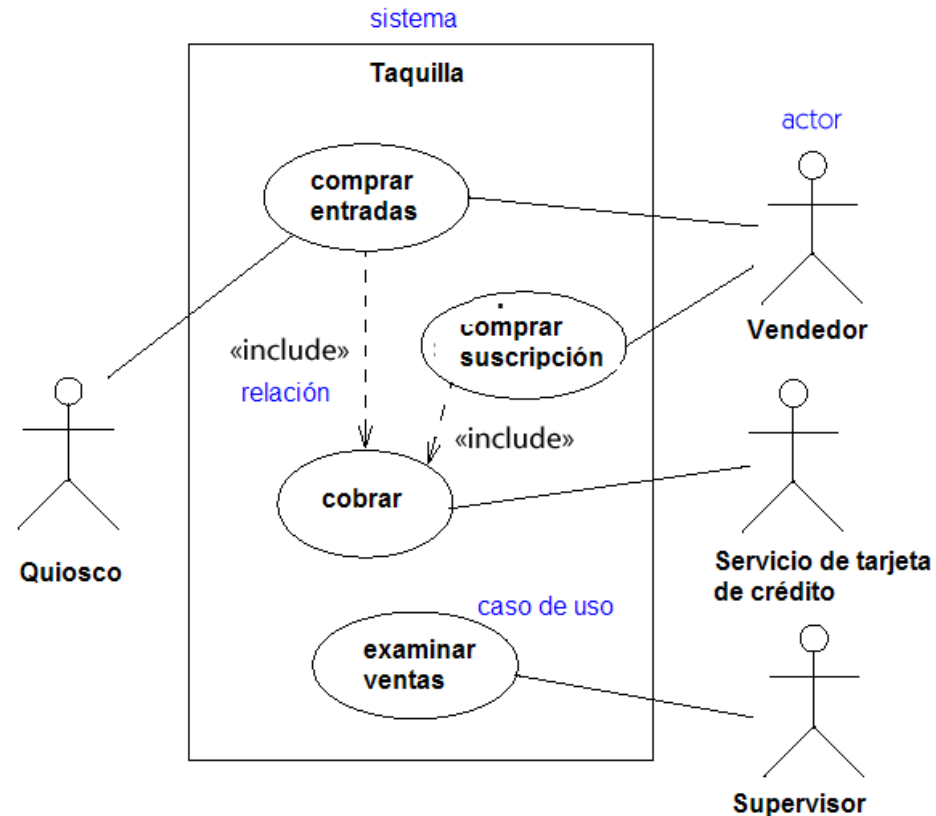 sistema
Taquilla
actor
comprar
entradas
Vendedor
comprar
suscripción
«include»
relación
«include»
cobrar
Quiosco
Servicio de tarjeta
de crédito
caso de uso
examinar
ventas
Supervisor